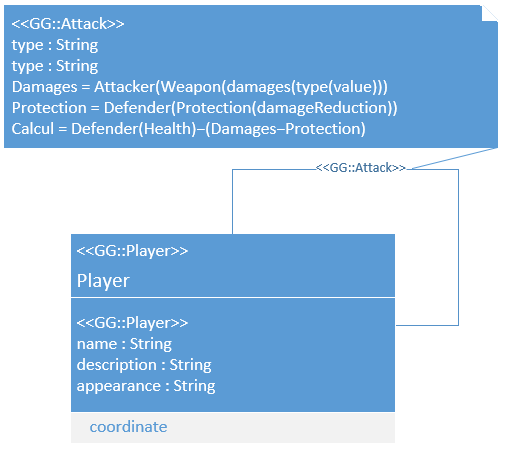 <<GG::Attack>>
type : String
type : String
Damages = Attacker(Weapon(damages(type(value)))
Protection = Defender(Protection(damageReduction))
Calcul = Defender(Health)–(Damages–Protection)
<<GG::Attack>>
<<GG::Player>>
Player
<<GG::Player>>
name : String
description : String
appearance : String
coordinate